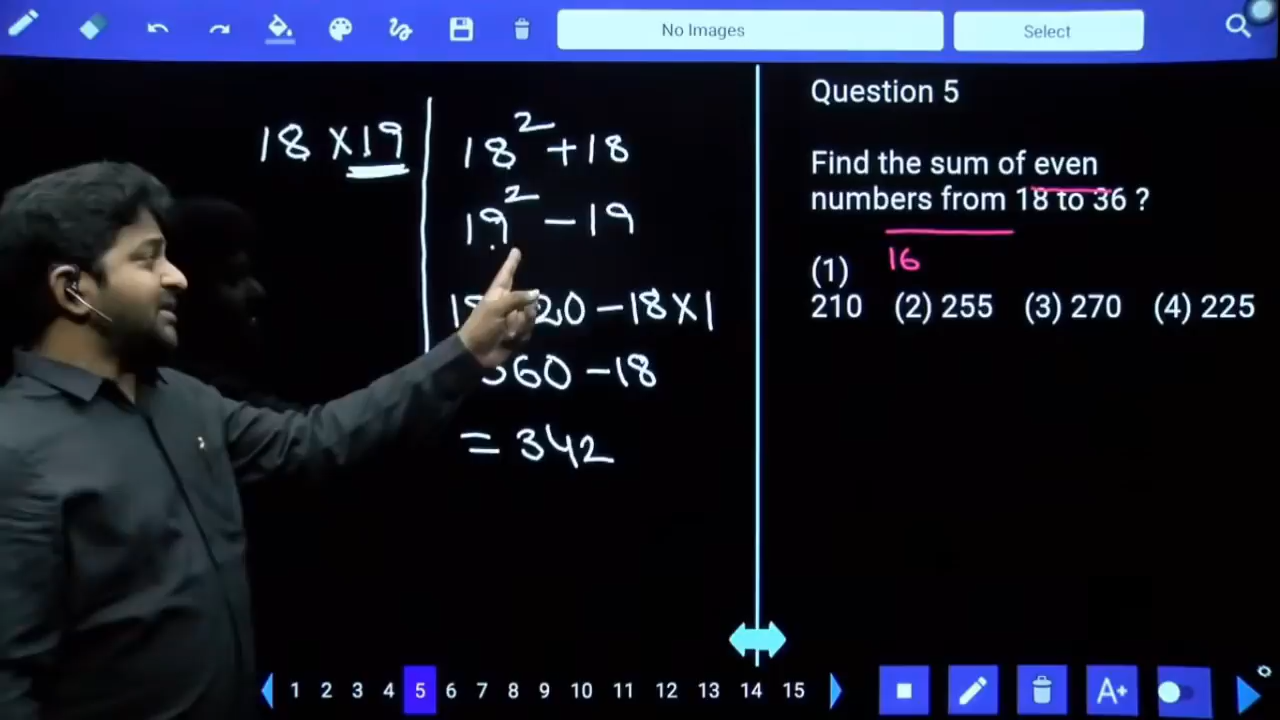 No Images
Select
18 × 19
18² + 18
19² − 19
20 − 18 × 1
360 − 18
= 342
Question 5
Find the sum of even
numbers from 18 to 36 ?
16
(1)
210 (2) 255 (3) 270 (4) 225
1 2 3 4 5 6 7 8 9 10 11 12 13 14 15
A+